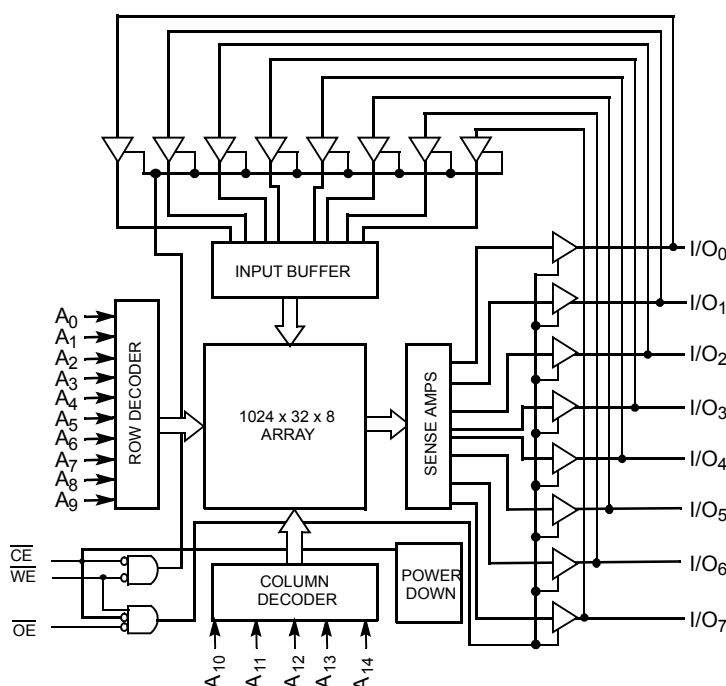 INPUT BUFFER
I/O0
I/O1
I/O2
I/O3
I/O4
I/O5
I/O6
I/O7
A0
A1
A2
A3
A4
A5
A6
A7
A8
A9
ROW DECODER
1024 x 32 x 8
ARRAY
SENSE AMPS
CE
WE
OE
COLUMN
DECODER
POWER
DOWN
A10
A11
A12
A13
A14